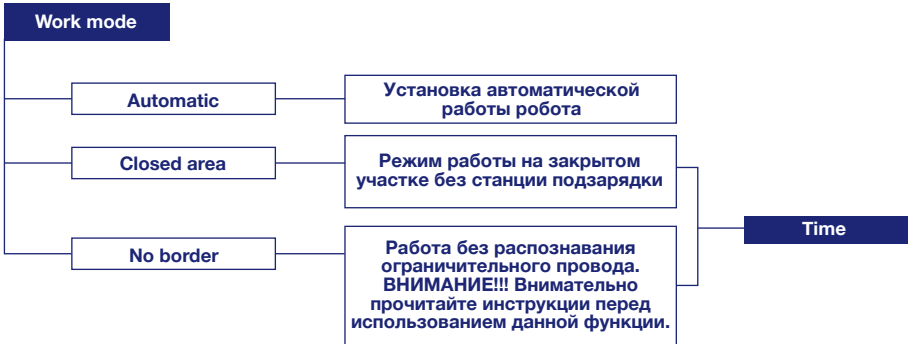 Work mode
Automatic
Установка автоматической
работы робота
Closed area
Режим работы на закрытом
участке без станции подзарядки
Time
No border
Работа без распознавания
ограничительного провода.
ВНИМАНИЕ!!! Внимательно
прочитайте инструкции перед
использованием данной функции.